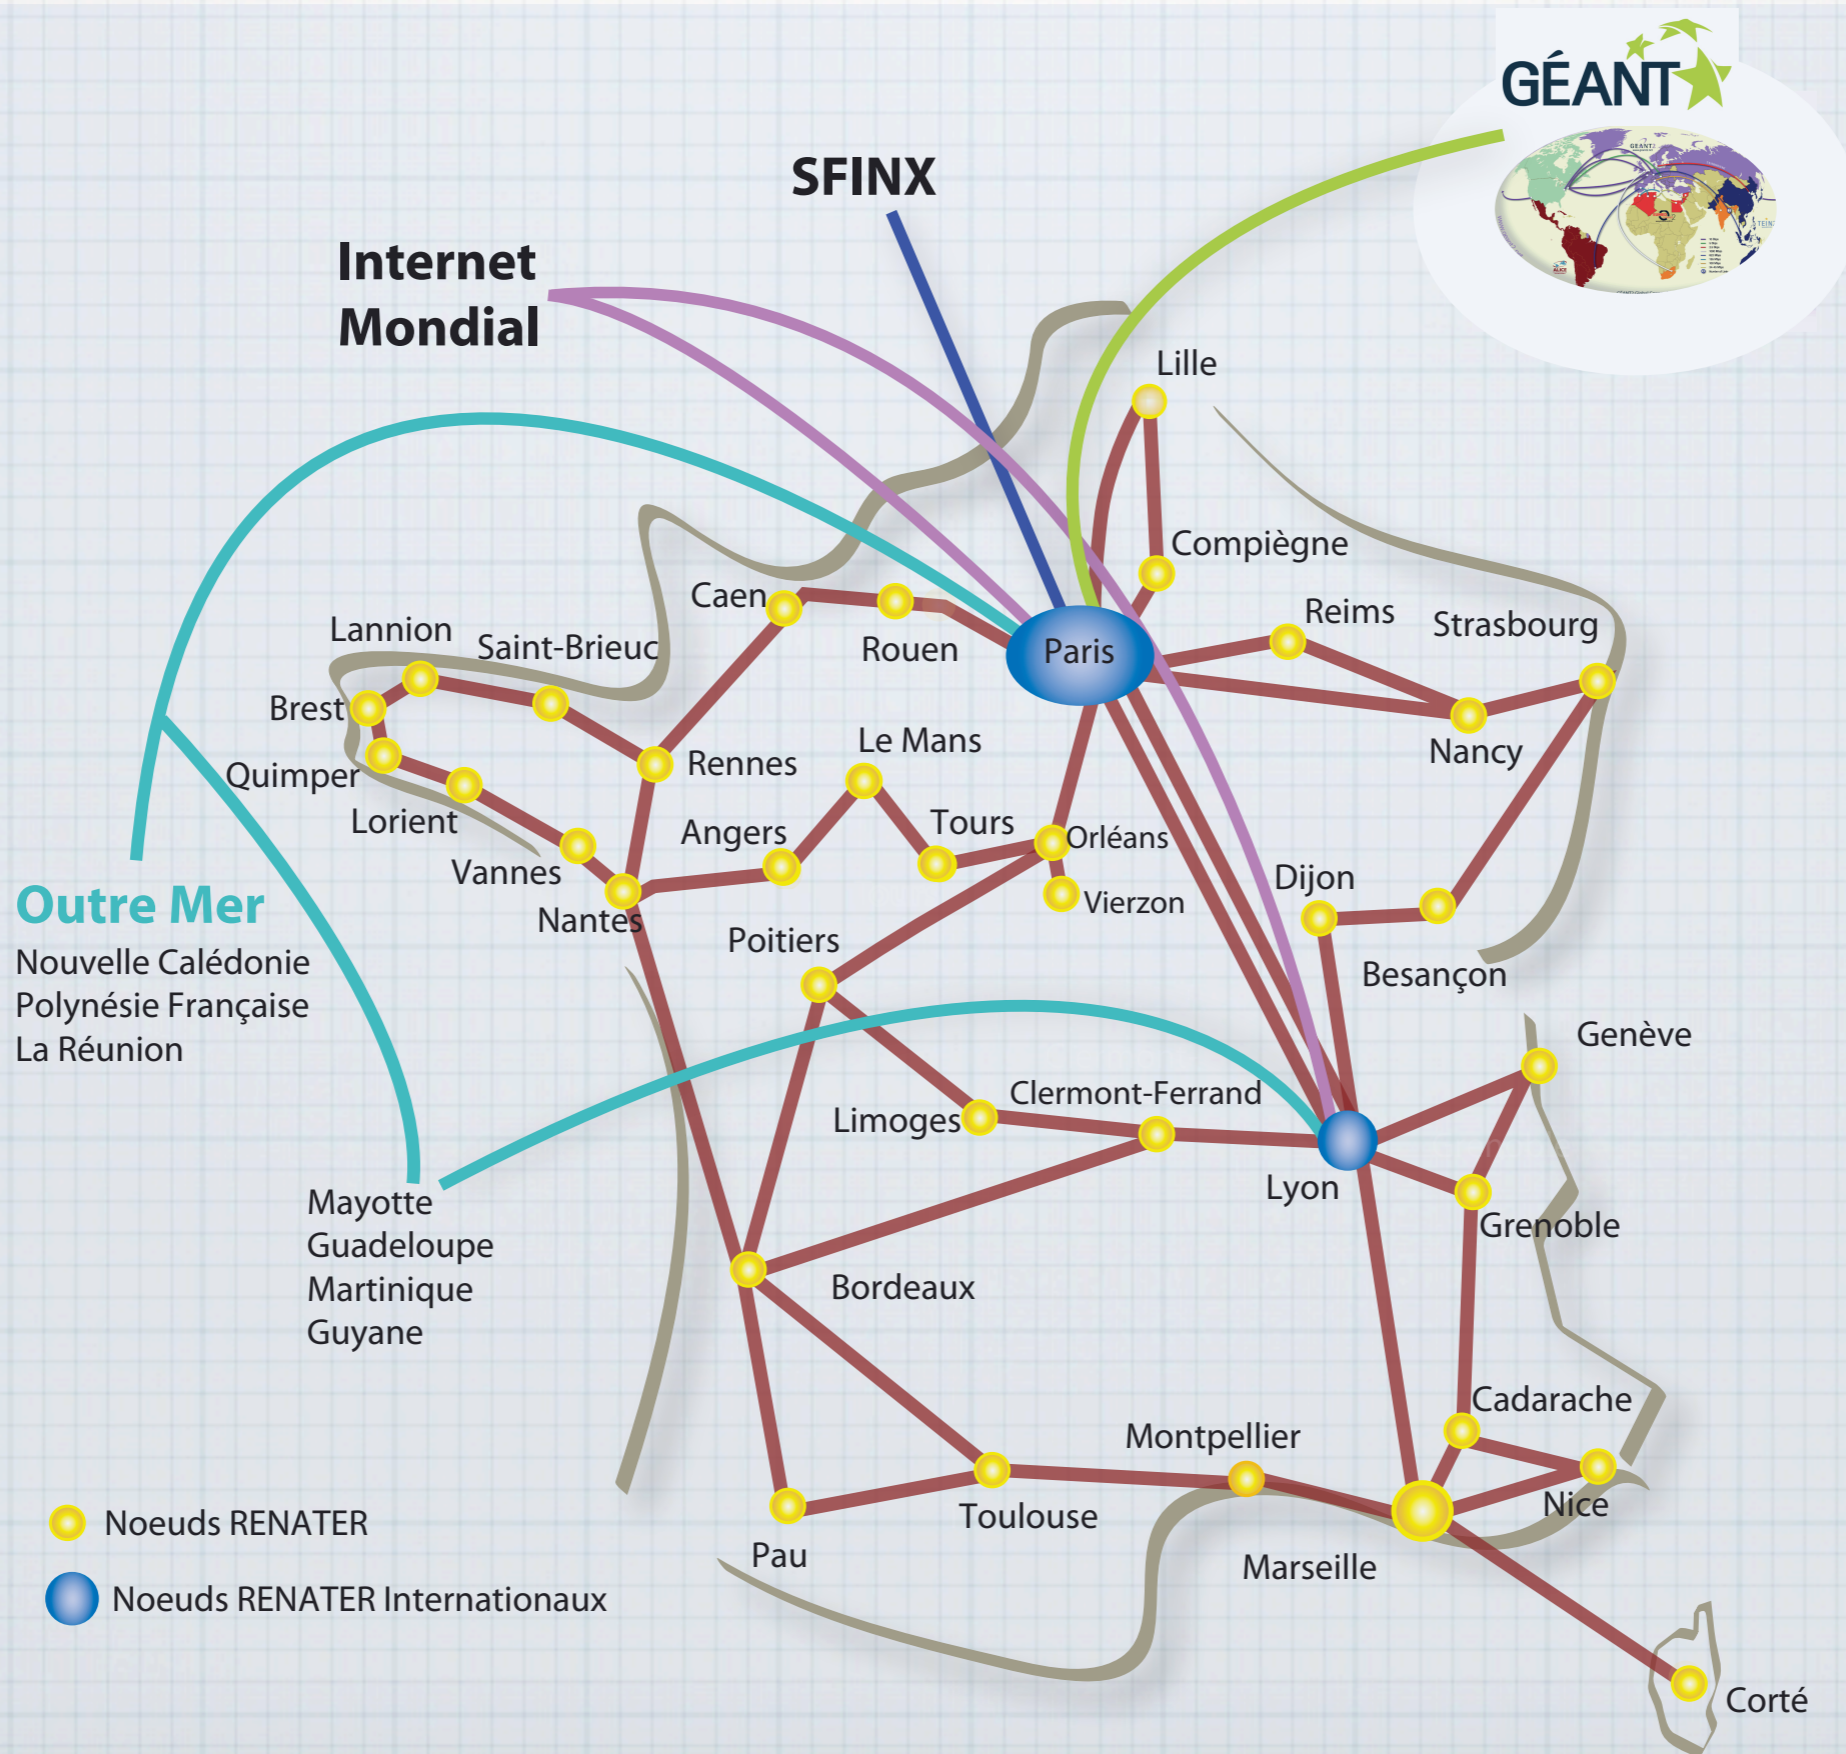 GÉANT
SFINX
Internet
Mondial
Lille
Compiègne
Reims
Strasbourg
Caen
Rouen
Paris
Lannion
Saint-Brieuc
Brest
Nancy
Le Mans
Rennes
Quimper
Lorient
Angers
Tours
Orléans
Vannes
Dijon
Vierzon
Nantes
Outre Mer
Nouvelle Calédonie
Polynésie Française
La Réunion
Poitiers
Besançon
Genève
Clermont-Ferrand
Limoges
Lyon
Grenoble
Mayotte
Guadeloupe
Martinique
Guyane
Bordeaux
Cadarache
Montpellier
Nice
Toulouse
Noeuds RENATER
Pau
Marseille
Noeuds RENATER Internationaux
Corté